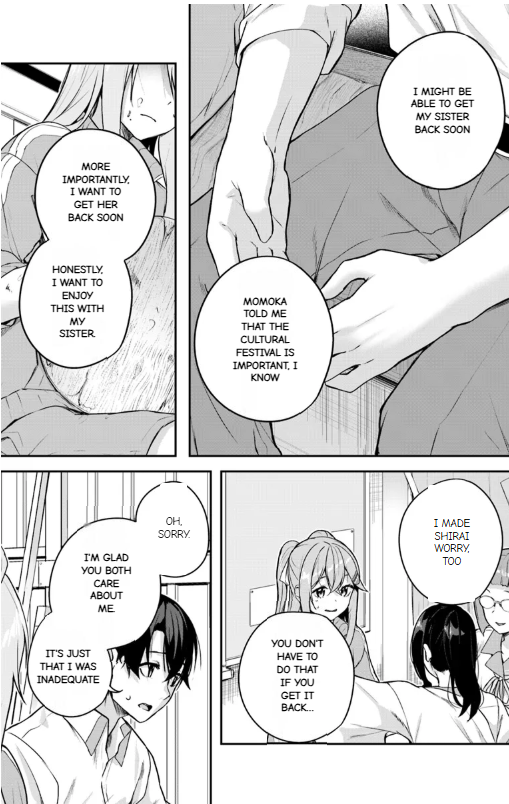 I MIGHT BE
ABLE TO GET
MY SISTER
BACK SOON
MOMOKA
TOLD ME
THAT THE
CULTURAL
FESTIVAL IS
IMPORTANT, I
KNOW
MORE
IMPORTANTLY,
I WANT TO
GET HER
BACK SOON
HONESTLY,
I WANT TO
ENJOY
THIS WITH
MY
SISTER.
I MADE
SHIRAI
WORRY,
TOO
YOU DON'T
HAVE TO
DO THAT
IF YOU
GET IT
BACK...
OH,
SORRY.
I'M GLAD
YOU BOTH
CARE
ABOUT
ME.
IT'S JUST
THAT I WAS
INADEQUATE